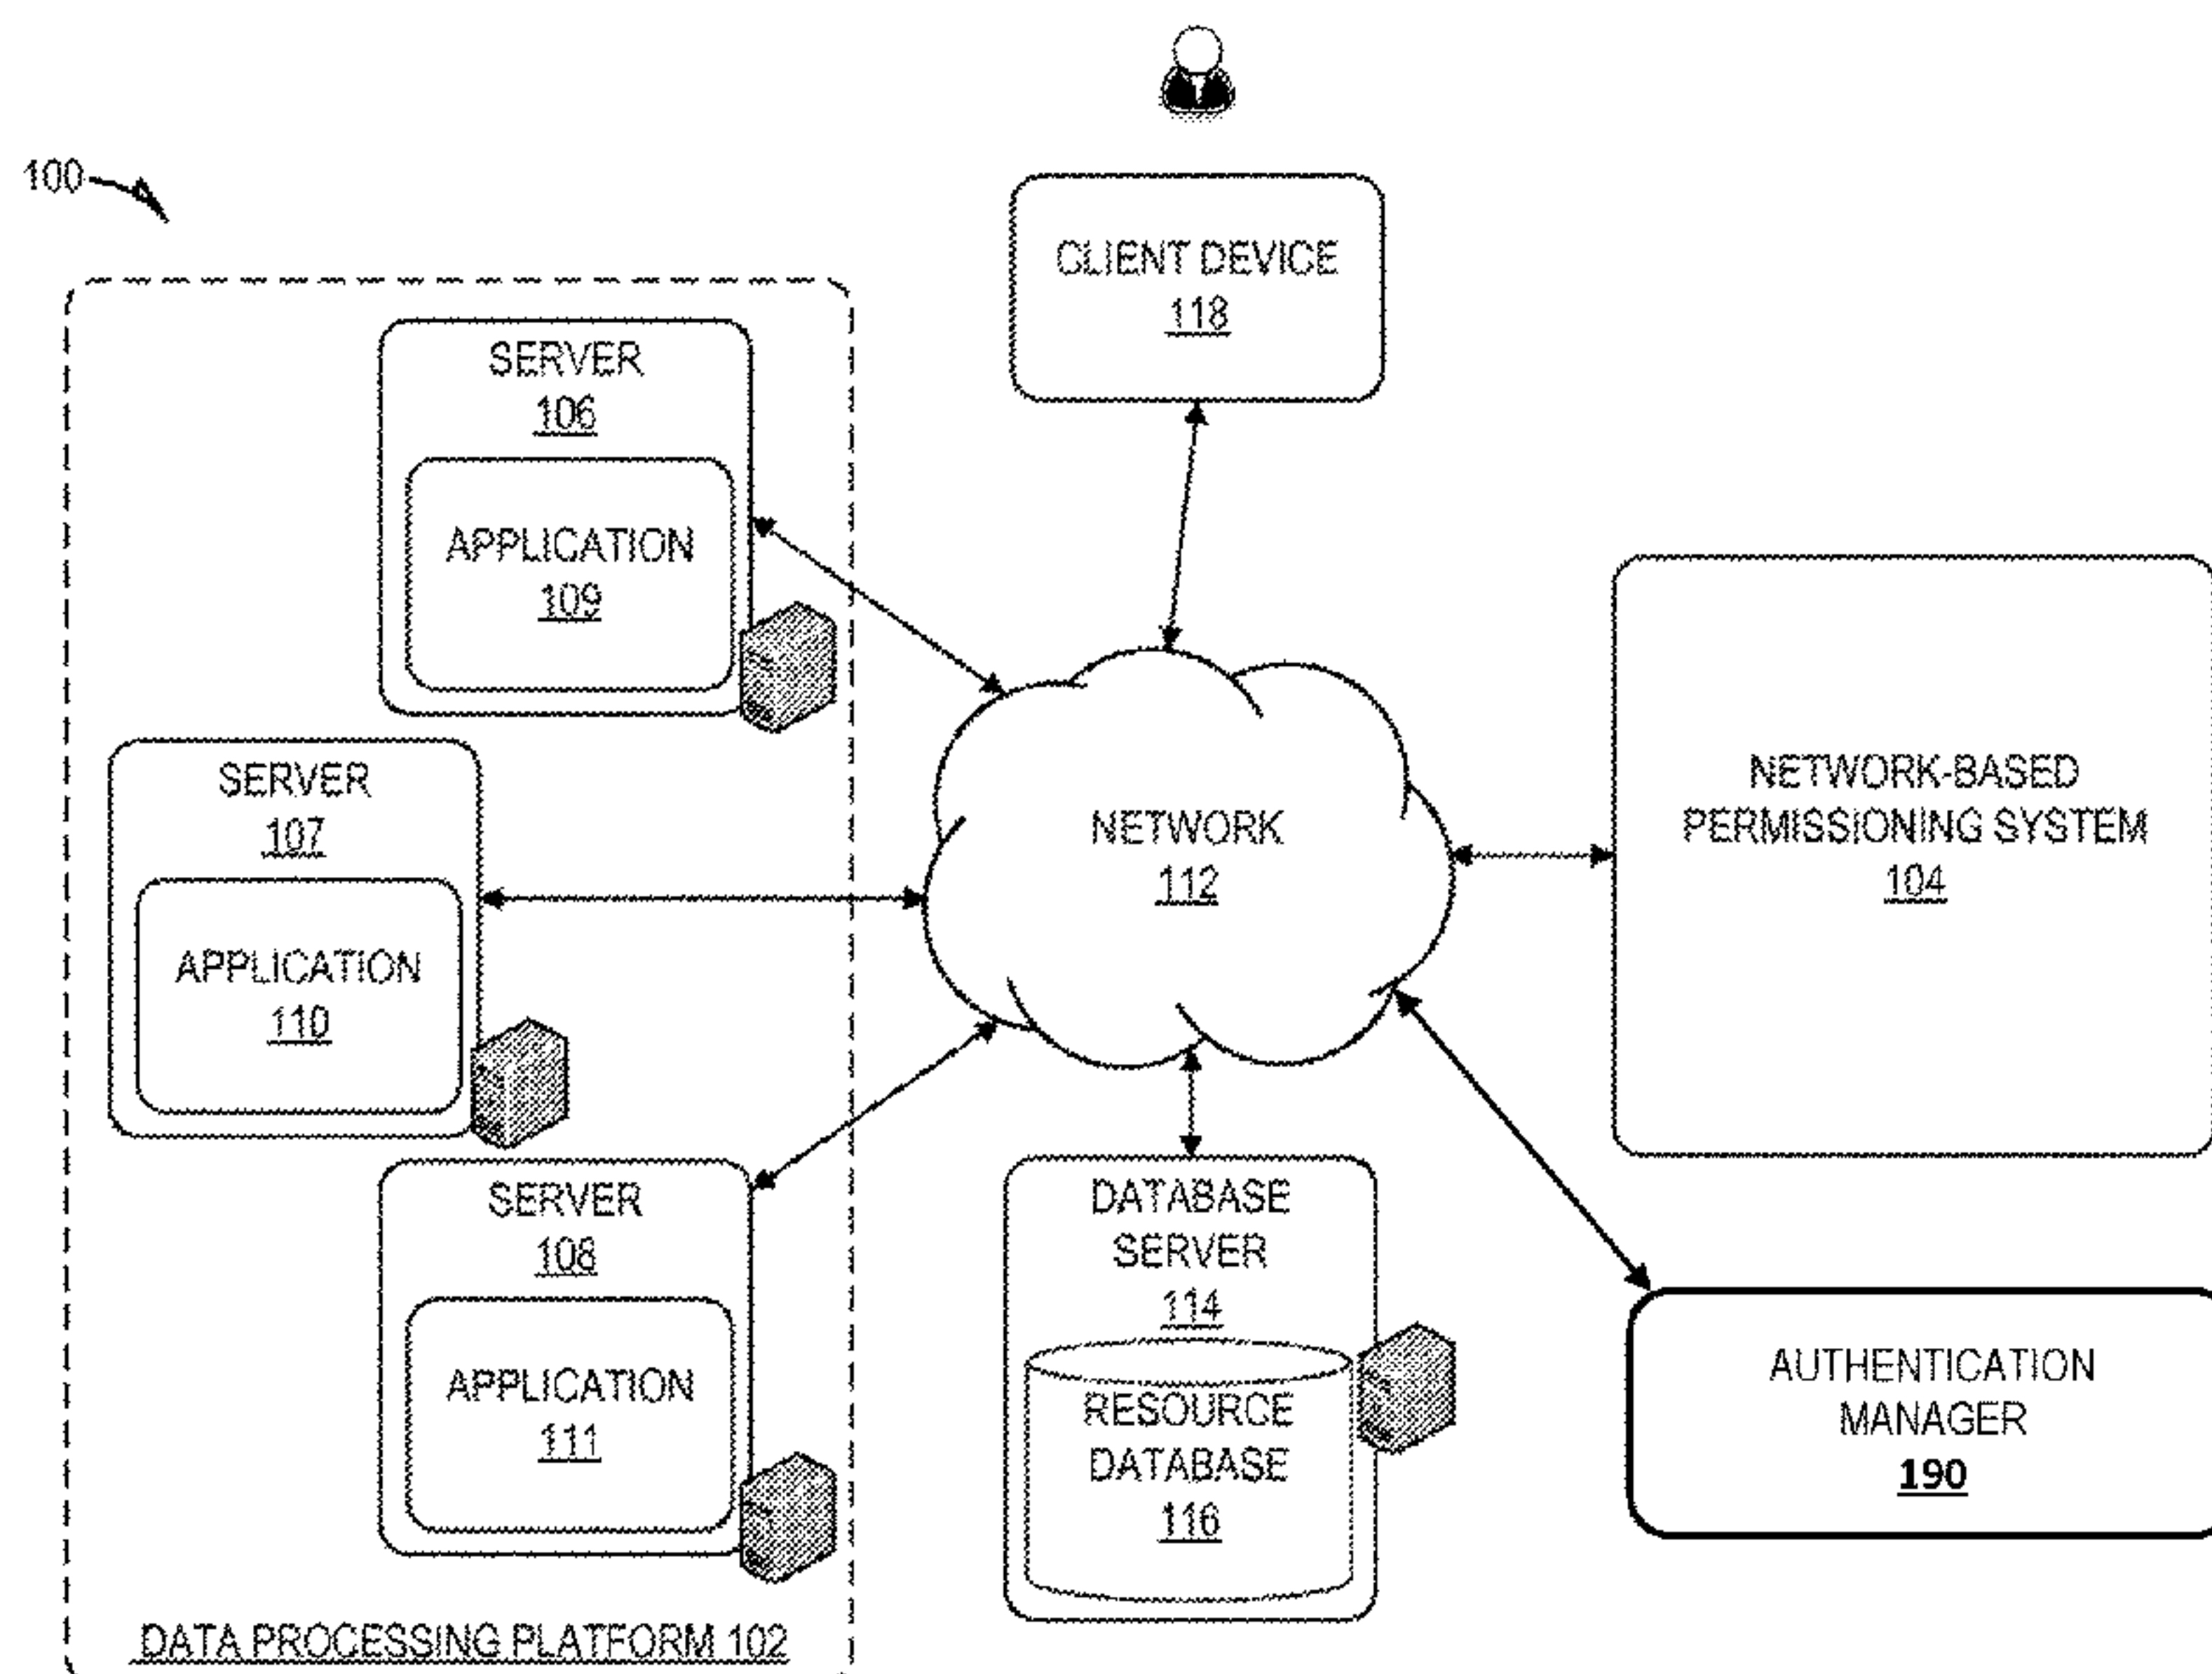 100
CLIENT DEVICE
118
SERVER
106
APPLICATION
109
SERVER
107
APPLICATION
110
SERVER
108
APPLICATION
111
DATA PROCESSING PLATFORM 102
NETWORK
112
DATABASE
SERVER
114
RESOURCE
DATABASE
116
NETWORK-BASED
PERMISSIONING SYSTEM
104
AUTHENTICATION
MANAGER
190